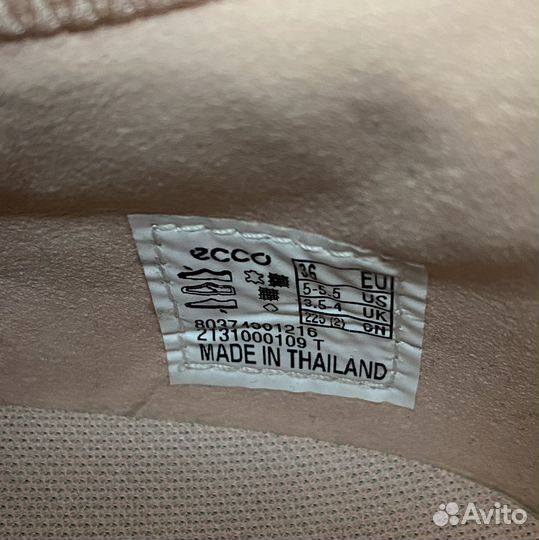 ecco
36 EU
5-5.5 US
3.5-4 UK
225 (2) CN
80374001216
2131000109 T
MADE IN THAILAND
Avito